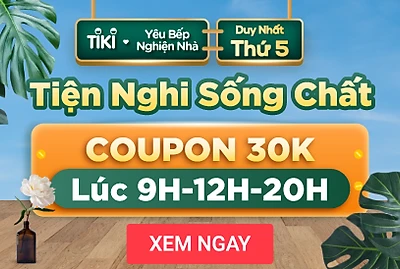 TIKI Yêu Bếp Nghiện Nhà
Duy Nhất Thứ 5
Tiện Nghi Sống Chất
COUPON 30K
Lúc 9H-12H-20H
XEM NGAY